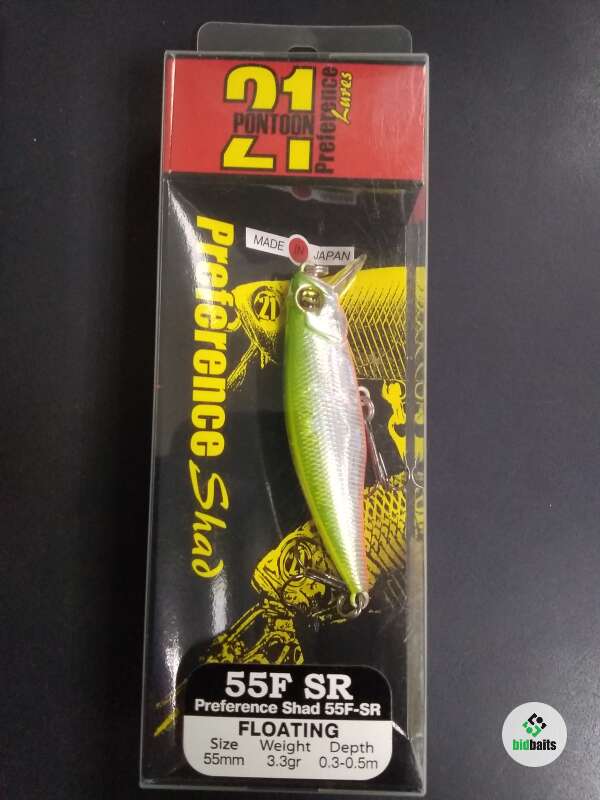 21
PONTOON
Preference
Lures
MADE IN JAPAN
Preference Shad
21
55F SR
Preference Shad 55F-SR
FLOATING
Size Weight Depth
55mm 3.3gr 0.3-0.5m
bidbaits